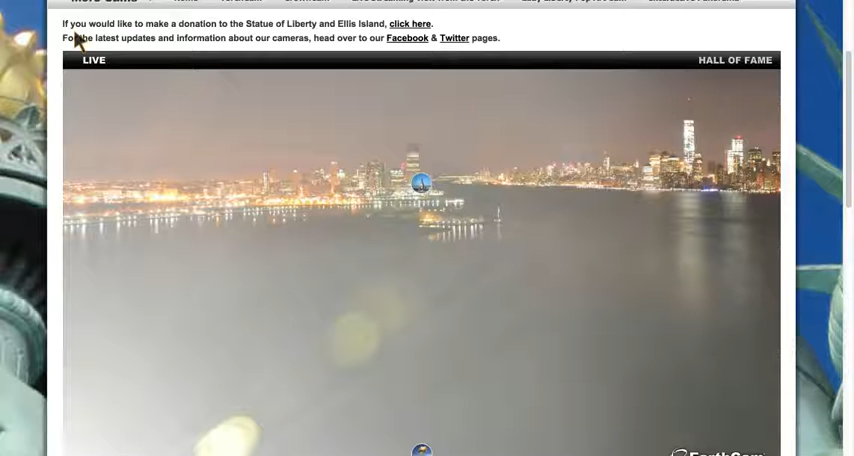 If you would like to make a donation to the Statue of Liberty and Ellis Island, click here.
the latest updates and information about our cameras, head over to our Facebook & Twitter pages.
LIVE
HALL OF FAME
EarthCam